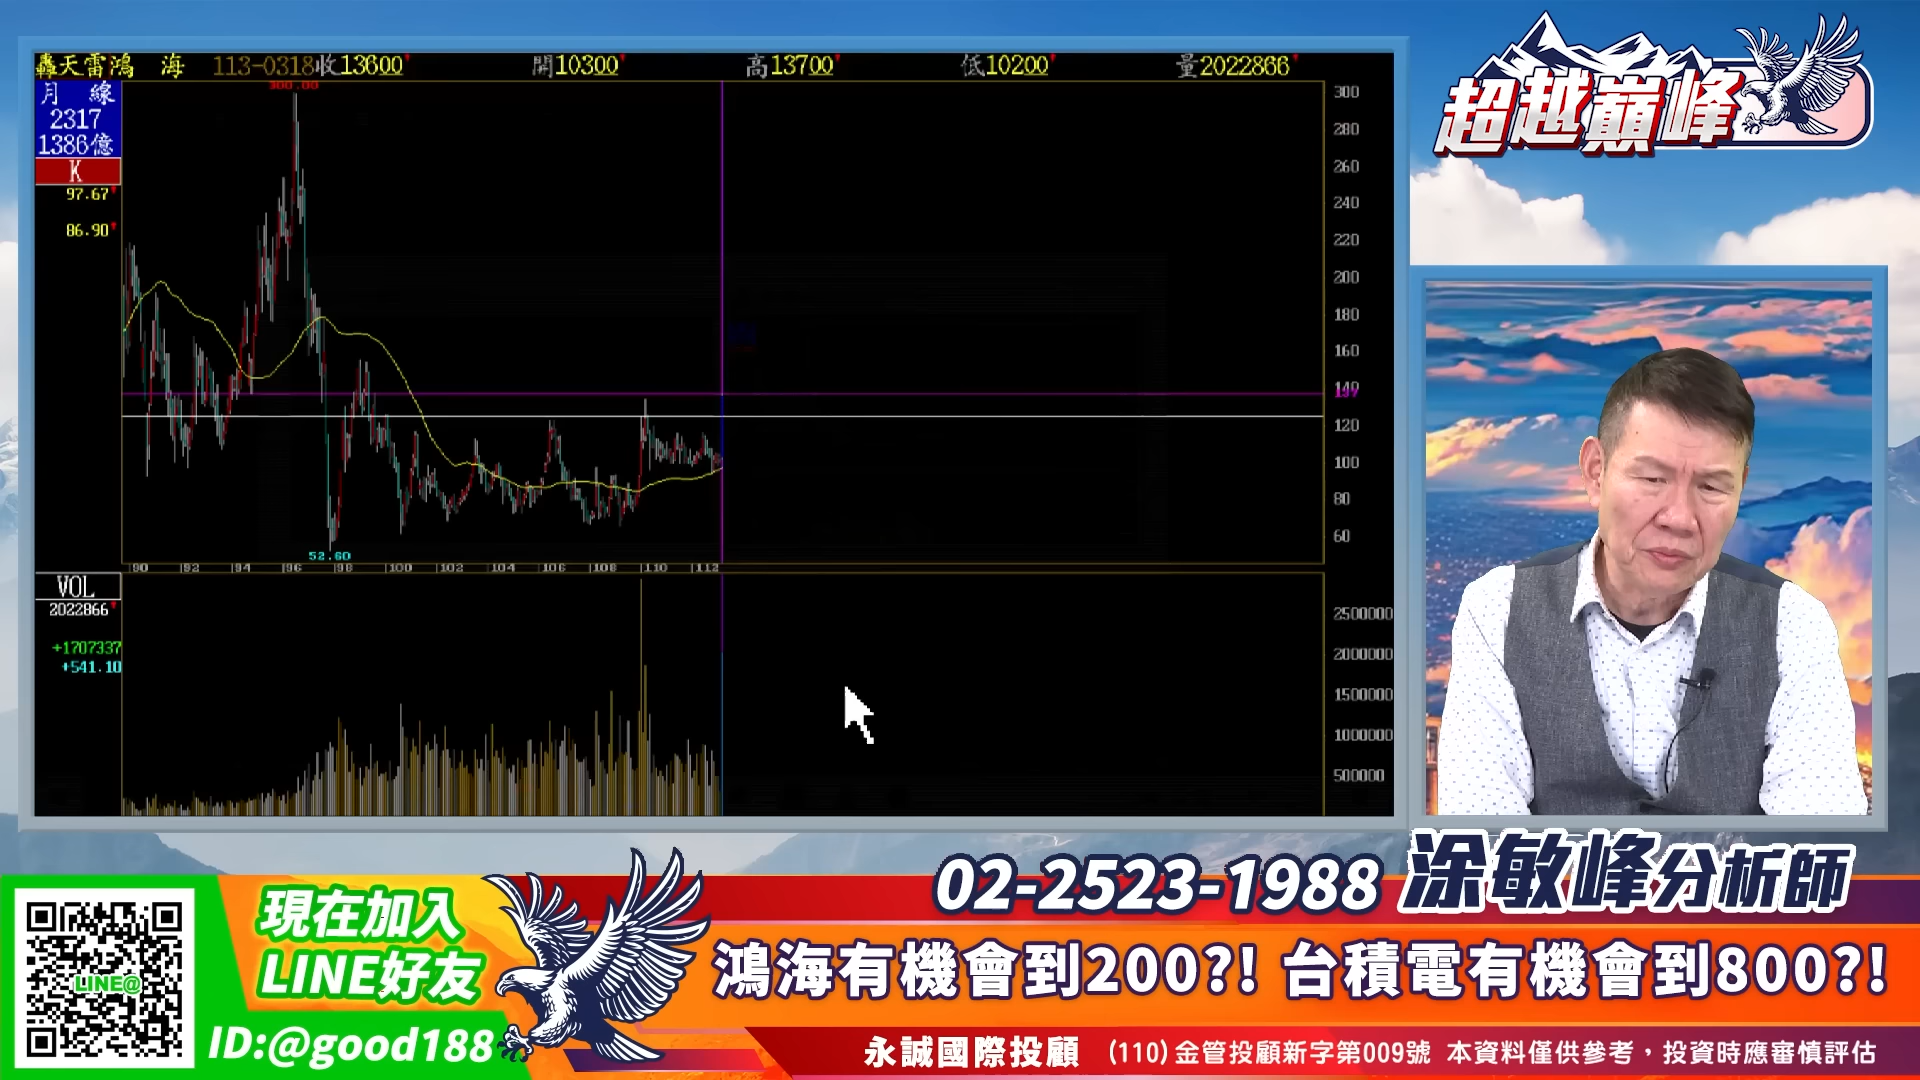 轟天雷鴻 海 113-0318收13600 開10300 高13700 低10200 量2022866
月 線
2317
1386億
K
97.67
86.90
300.00
52.60
300
280
260
240
220
200
180
160
140
137
120
100
80
60
90 92 94 96 98 100 102 104 106 108 110 112
VOL
2022866
+1707337
+541.10
2500000
2000000
1500000
1000000
500000
超越巔峰
02-2523-1988 涂敏峰分析師
現在加入
LINE好友
LINE@
ID:@good188
鴻海有機會到200?! 台積電有機會到800?!
永誠國際投顧 (110)金管投顧新字第009號 本資料僅供參考，投資時應審慎評估